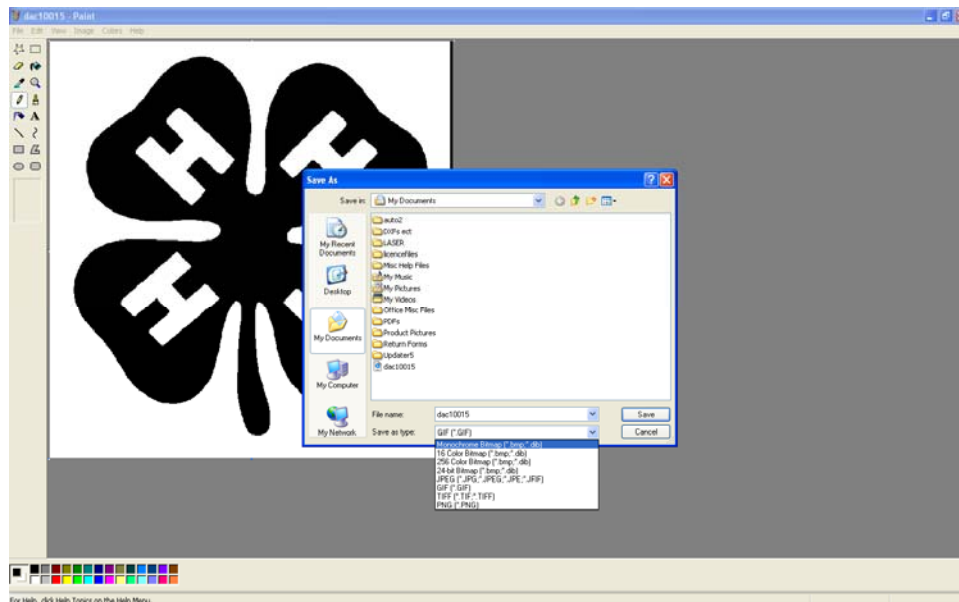 dac10015 - Paint
File Edit View Image Colors Help
A
H
H
H
Save As
Save in:
My Documents
My Recent Documents
Desktop
My Documents
My Computer
My Network
auto2
DXFs ect
LASER
licencefiles
Misc Help Files
My Music
My Pictures
My Videos
Office Misc Files
PDFs
Product Pictures
Return Forms
Updater5
dac10015
File name:
dac10015
Save
Save as type:
GIF (*.GIF)
Cancel
Monochrome Bitmap (*.bmp;*.dib)
16 Color Bitmap (*.bmp;*.dib)
256 Color Bitmap (*.bmp;*.dib)
24-bit Bitmap (*.bmp;*.dib)
JPEG (*.JPG;*.JPEG;*.JPE;*.JFIF)
GIF (*.GIF)
TIFF (*.TIF;*.TIFF)
PNG (*.PNG)
For Help, click Help Topics on the Help Menu.